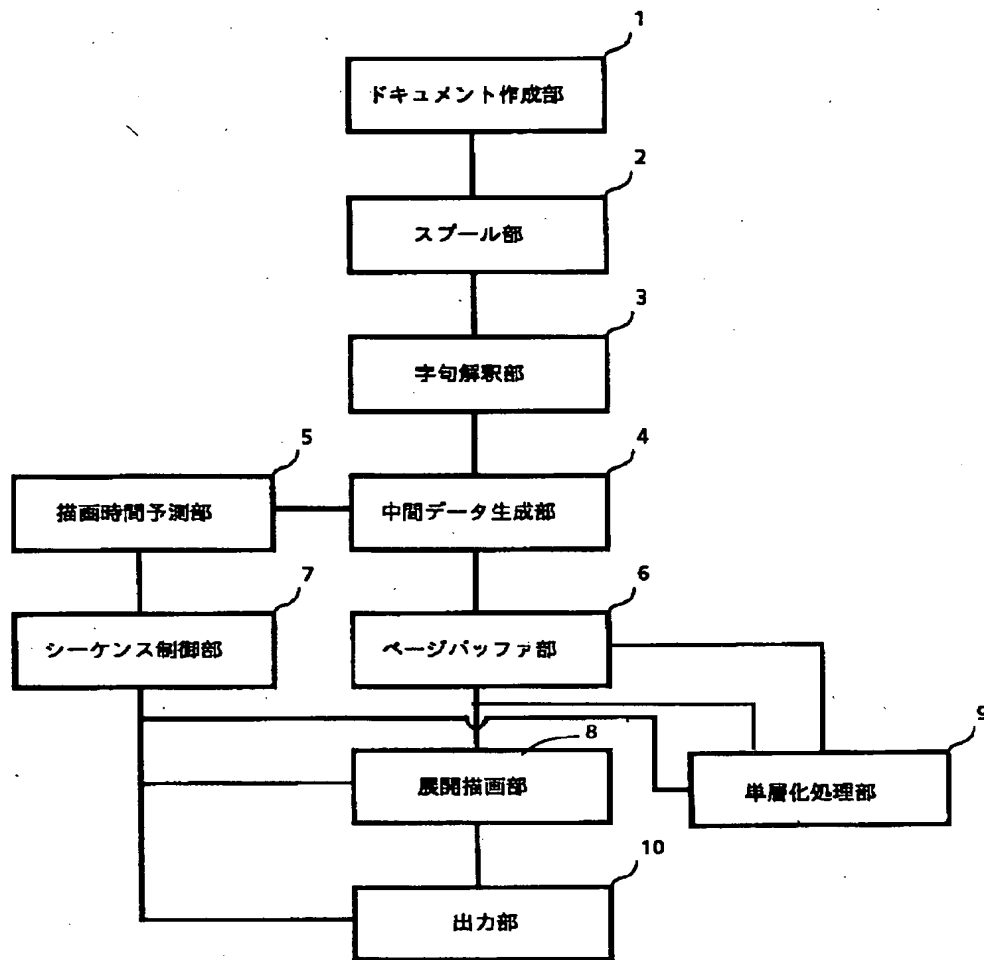 1
ドキュメント作成部
2
スプール部
3
字句解釈部
5
4
描画時間予測部
中間データ生成部
7
6
シーケンス制御部
ページバッファ部
8
9
展開描画部
単層化処理部
10
出力部